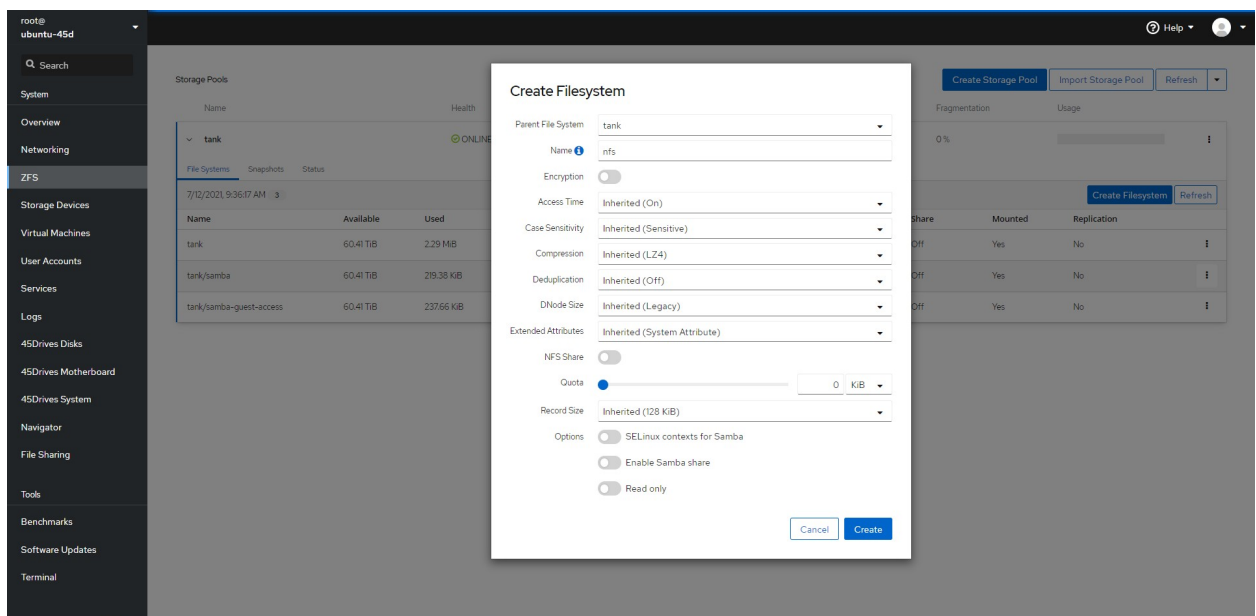 root@
ubuntu-45d
Help
Search
System
Overview
Networking
ZFS
Storage Devices
Virtual Machines
User Accounts
Services
Logs
45Drives Disks
45Drives Motherboard
45Drives System
Navigator
File Sharing
Tools
Benchmarks
Software Updates
Terminal
Storage Pools
Create Storage Pool
Import Storage Pool
Refresh
Name Health Fragmentation Usage
tank ONLINE 0%
File Systems Snapshots Status
7/12/2021, 9:36:17 AM 3
Create Filesystem Refresh
Name Available Used Share Mounted Replication
tank 60.41 TiB 2.29 MiB Off Yes No
tank/samba 60.41 TiB 219.38 KiB Off Yes No
tank/samba-guest-access 60.41 TiB 237.66 KiB Off Yes No
Create Filesystem
Parent File System tank
Name nfs
Encryption
Access Time Inherited (On)
Case Sensitivity Inherited (Sensitive)
Compression Inherited (LZ4)
Deduplication Inherited (Off)
DNode Size Inherited (Legacy)
Extended Attributes Inherited (System Attribute)
NFS Share
Quota 0 KiB
Record Size Inherited (128 KiB)
Options SELinux contexts for Samba
Enable Samba share
Read only
Cancel Create